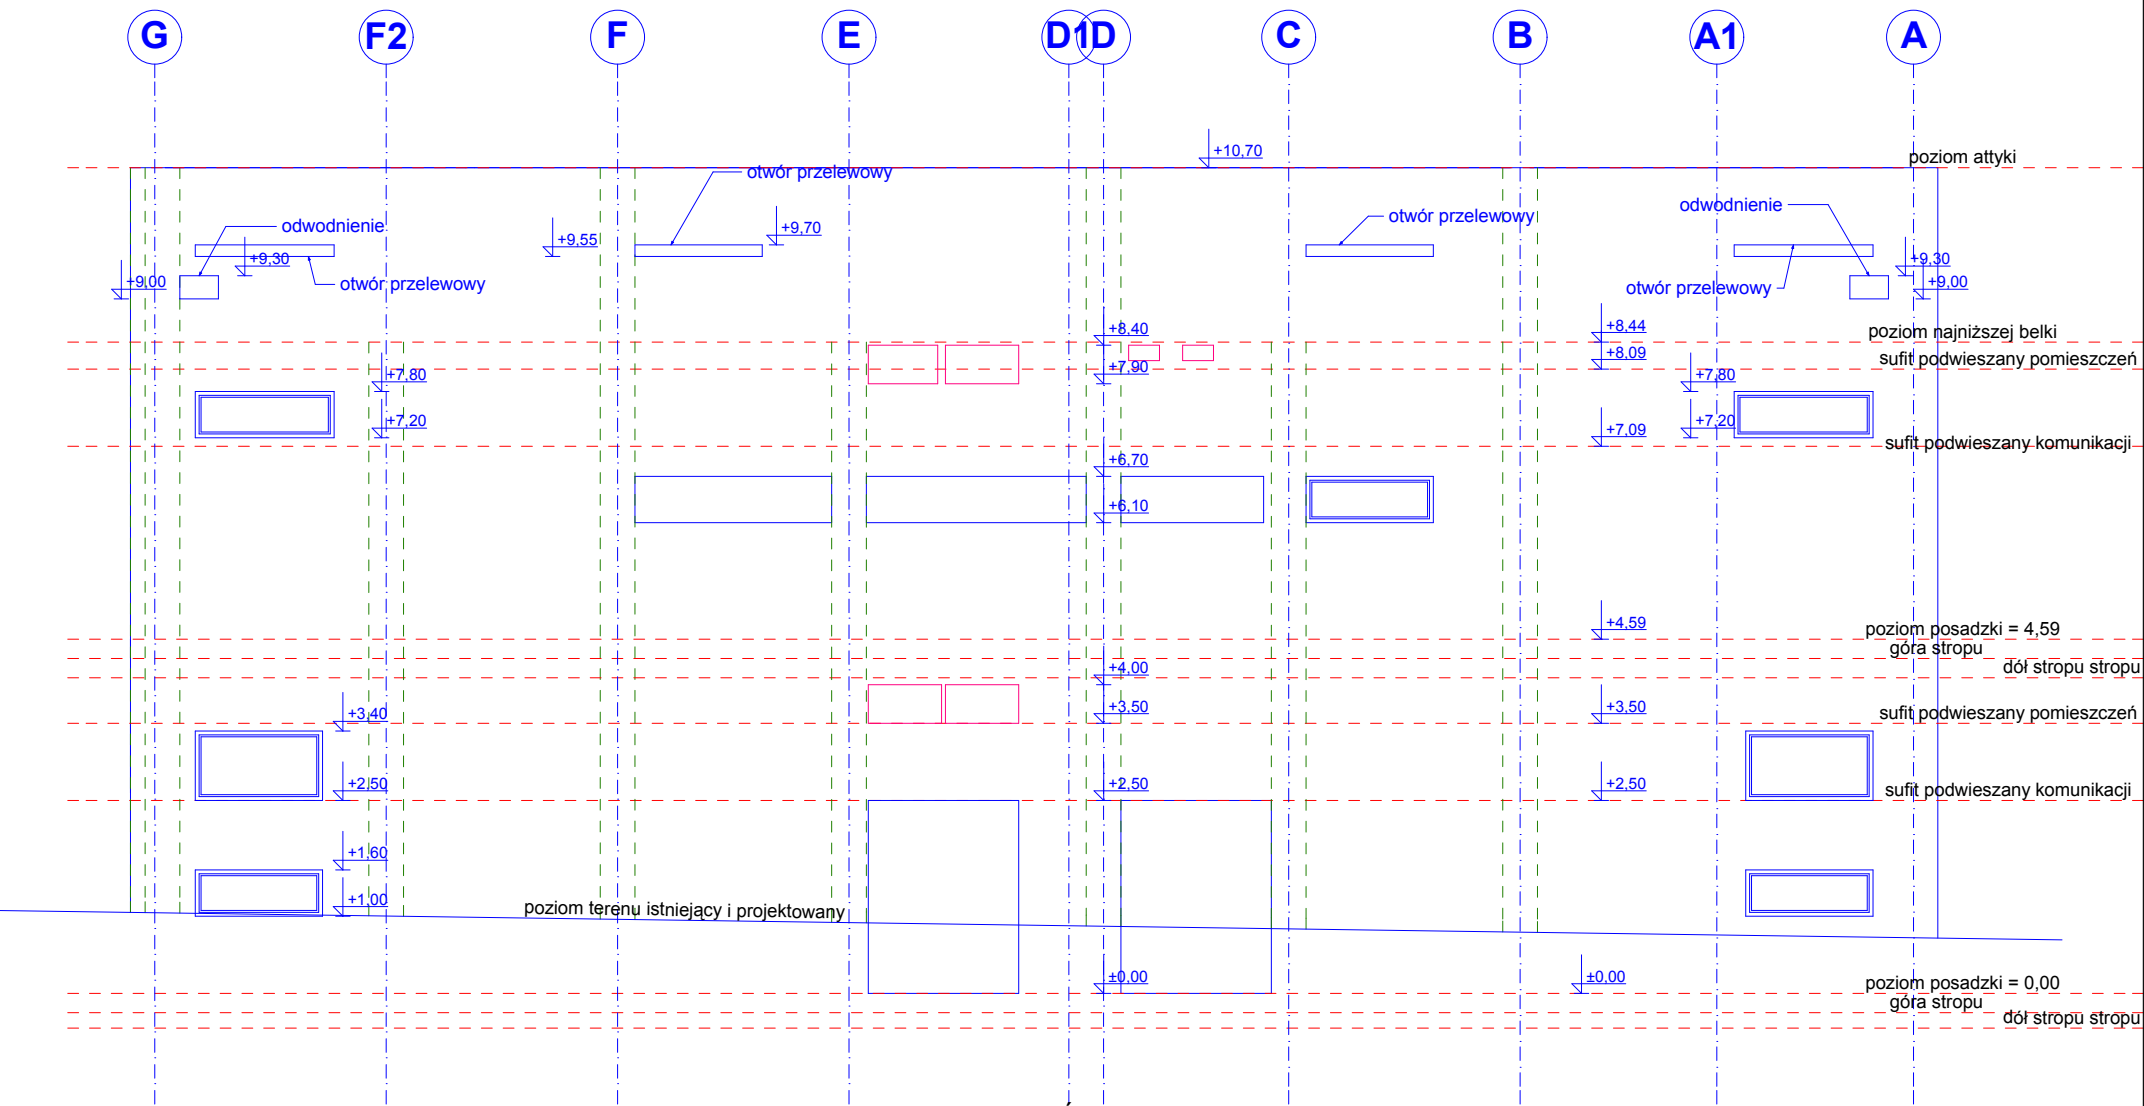 G F2 F E D1 D C B A1 A
+10,70
poziom attyki
otwór przelewowy
odwodnienie
otwór przelewowy
odwodnienie
+9,55
+9,70
+9,30
+9,30
+9,00
otwór przelewowy
otwór przelewowy
+9,00
+8,40
+8,44
poziom najniższej belki
+8,09
sufit podwieszany pomieszczeń
+7,90
+7,80
+7,80
+7,20
+7,20
+7,09
sufit podwieszany komunikacji
+6,70
+6,10
+4,59
poziom posadzki = 4,59
góra stropu
+4,00
dół stropu stropu
+3,40
+3,50
+3,50
sufit podwieszany pomieszczeń
+2,50
+2,50
+2,50
sufit podwieszany komunikacji
+1,60
+1,00
poziom terenu istniejący i projektowany
±0,00
±0,00
poziom posadzki = 0,00
góra stropu
dół stropu stropu